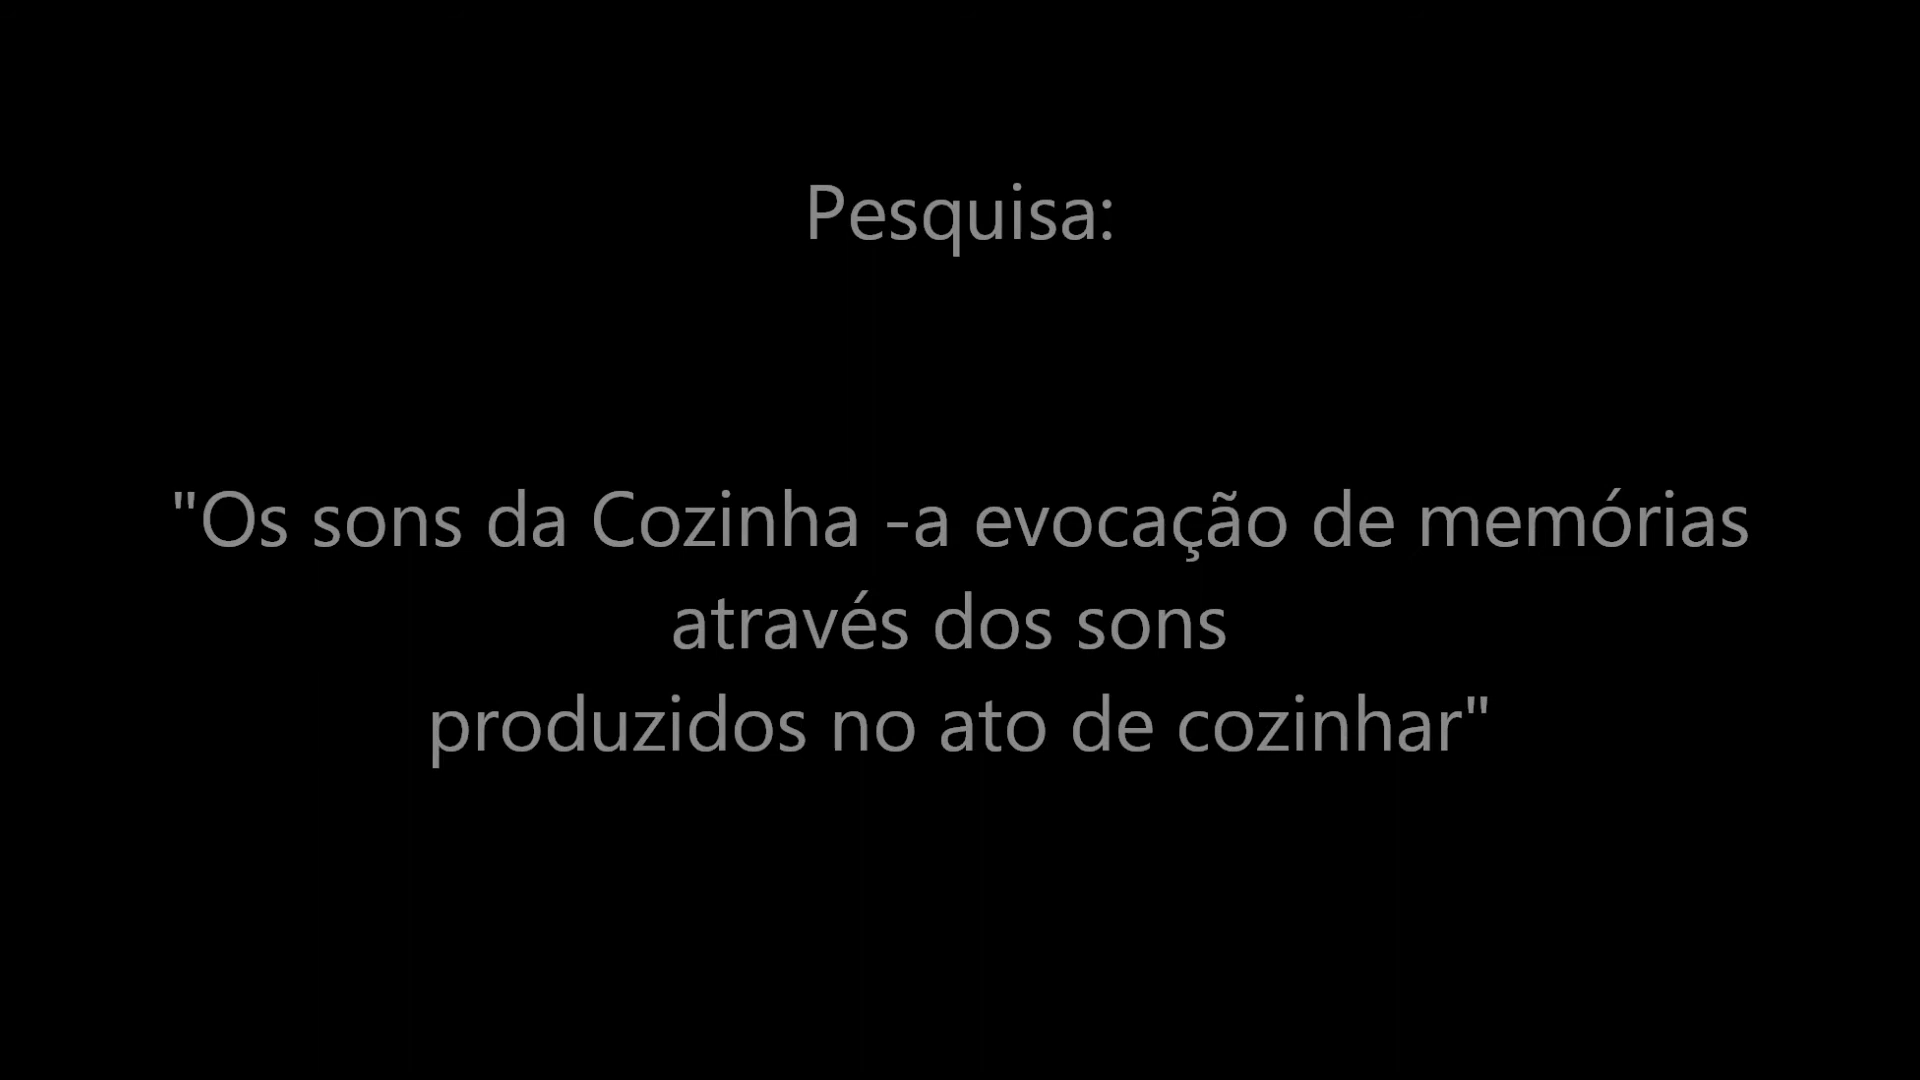 Pesquisa:
"Os sons da Cozinha -a evocação de memórias
através dos sons
produzidos no ato de cozinhar"